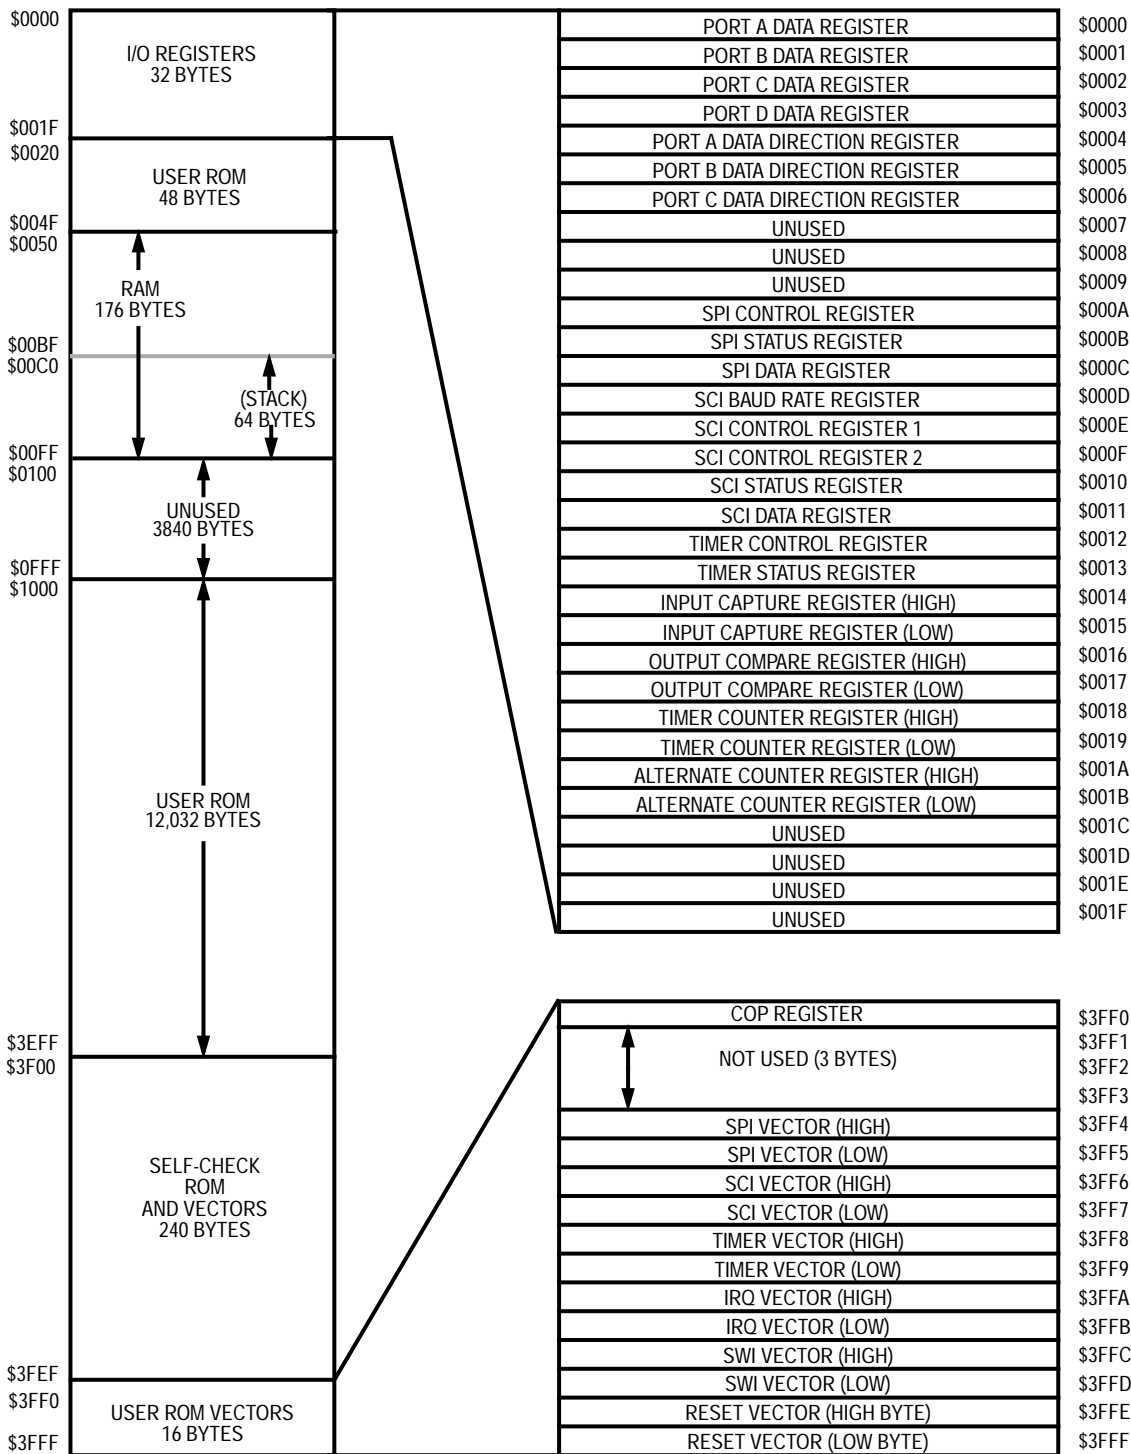 $0000
I/O REGISTERS
32 BYTES
$001F
$0020
USER ROM
48 BYTES
$004F
$0050
RAM
176 BYTES
$00BF
$00C0
(STACK)
64 BYTES
$00FF
$0100
UNUSED
3840 BYTES
$0FFF
$1000
USER ROM
12,032 BYTES
$3EFF
$3F00
SELF-CHECK
ROM
AND VECTORS
240 BYTES
$3FEF
$3FF0
USER ROM VECTORS
16 BYTES
$3FFF
PORT A DATA REGISTER $0000
PORT B DATA REGISTER $0001
PORT C DATA REGISTER $0002
PORT D DATA REGISTER $0003
PORT A DATA DIRECTION REGISTER $0004
PORT B DATA DIRECTION REGISTER $0005
PORT C DATA DIRECTION REGISTER $0006
UNUSED $0007
UNUSED $0008
UNUSED $0009
SPI CONTROL REGISTER $000A
SPI STATUS REGISTER $000B
SPI DATA REGISTER $000C
SCI BAUD RATE REGISTER $000D
SCI CONTROL REGISTER 1 $000E
SCI CONTROL REGISTER 2 $000F
SCI STATUS REGISTER $0010
SCI DATA REGISTER $0011
TIMER CONTROL REGISTER $0012
TIMER STATUS REGISTER $0013
INPUT CAPTURE REGISTER (HIGH) $0014
INPUT CAPTURE REGISTER (LOW) $0015
OUTPUT COMPARE REGISTER (HIGH) $0016
OUTPUT COMPARE REGISTER (LOW) $0017
TIMER COUNTER REGISTER (HIGH) $0018
TIMER COUNTER REGISTER (LOW) $0019
ALTERNATE COUNTER REGISTER (HIGH) $001A
ALTERNATE COUNTER REGISTER (LOW) $001B
UNUSED $001C
UNUSED $001D
UNUSED $001E
UNUSED $001F
COP REGISTER $3FF0
$3FF1
NOT USED (3 BYTES) $3FF2
$3FF3
SPI VECTOR (HIGH) $3FF4
SPI VECTOR (LOW) $3FF5
SCI VECTOR (HIGH) $3FF6
SCI VECTOR (LOW) $3FF7
TIMER VECTOR (HIGH) $3FF8
TIMER VECTOR (LOW) $3FF9
IRQ VECTOR (HIGH) $3FFA
IRQ VECTOR (LOW) $3FFB
SWI VECTOR (HIGH) $3FFC
SWI VECTOR (LOW) $3FFD
RESET VECTOR (HIGH BYTE) $3FFE
RESET VECTOR (LOW BYTE) $3FFF